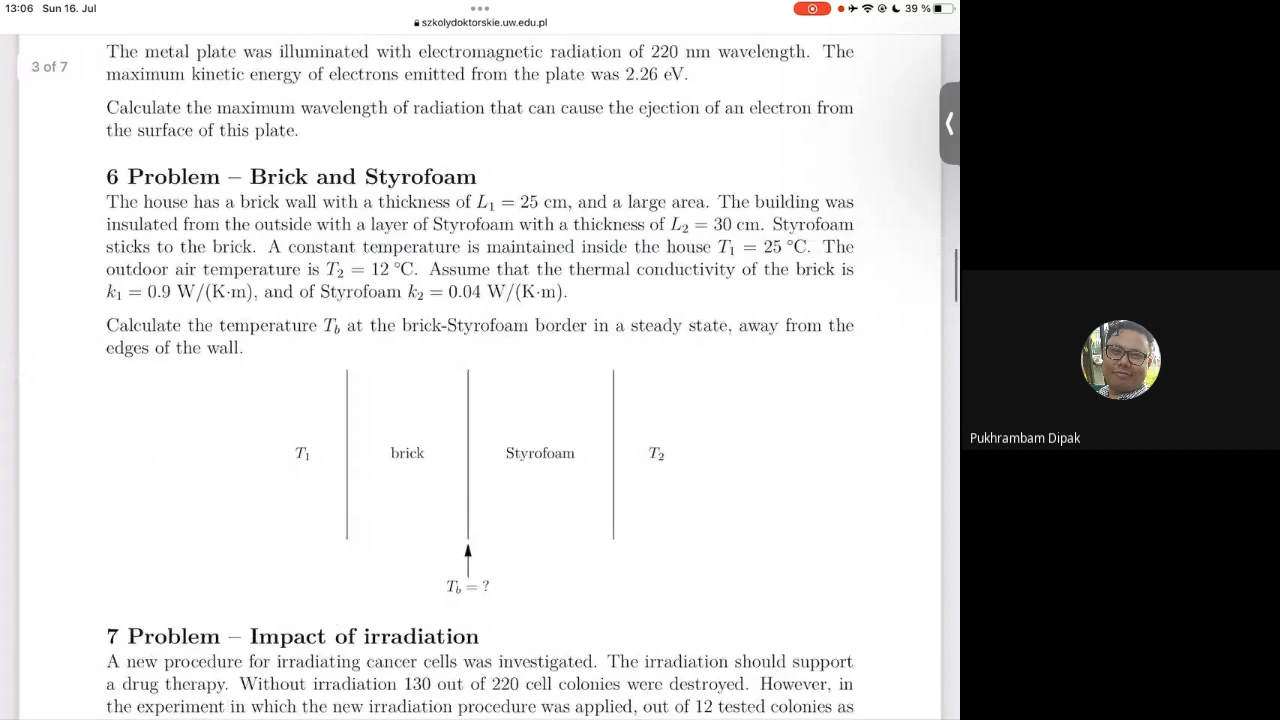 13:06 Sun 16. Jul
39 %
szkolydoktorskie.uw.edu.pl
3 of 7
The metal plate was illuminated with electromagnetic radiation of 220 nm wavelength. The
maximum kinetic energy of electrons emitted from the plate was 2.26 eV.
Calculate the maximum wavelength of radiation that can cause the ejection of an electron from
the surface of this plate.
6 Problem – Brick and Styrofoam
The house has a brick wall with a thickness of L₁ = 25 cm, and a large area. The building was
insulated from the outside with a layer of Styrofoam with a thickness of L₂ = 30 cm. Styrofoam
sticks to the brick. A constant temperature is maintained inside the house T₁ = 25 °C. The
outdoor air temperature is T₂ = 12 °C. Assume that the thermal conductivity of the brick is
k₁ = 0.9 W/(K·m), and of Styrofoam k₂ = 0.04 W/(K·m).
Calculate the temperature T_b at the brick-Styrofoam border in a steady state, away from the
edges of the wall.
T₁ brick Styrofoam T₂
T_b = ?
7 Problem – Impact of irradiation
A new procedure for irradiating cancer cells was investigated. The irradiation should support
a drug therapy. Without irradiation 130 out of 220 cell colonies were destroyed. However, in
the experiment in which the new irradiation procedure was applied, out of 12 tested colonies as
Pukhrambam Dipak